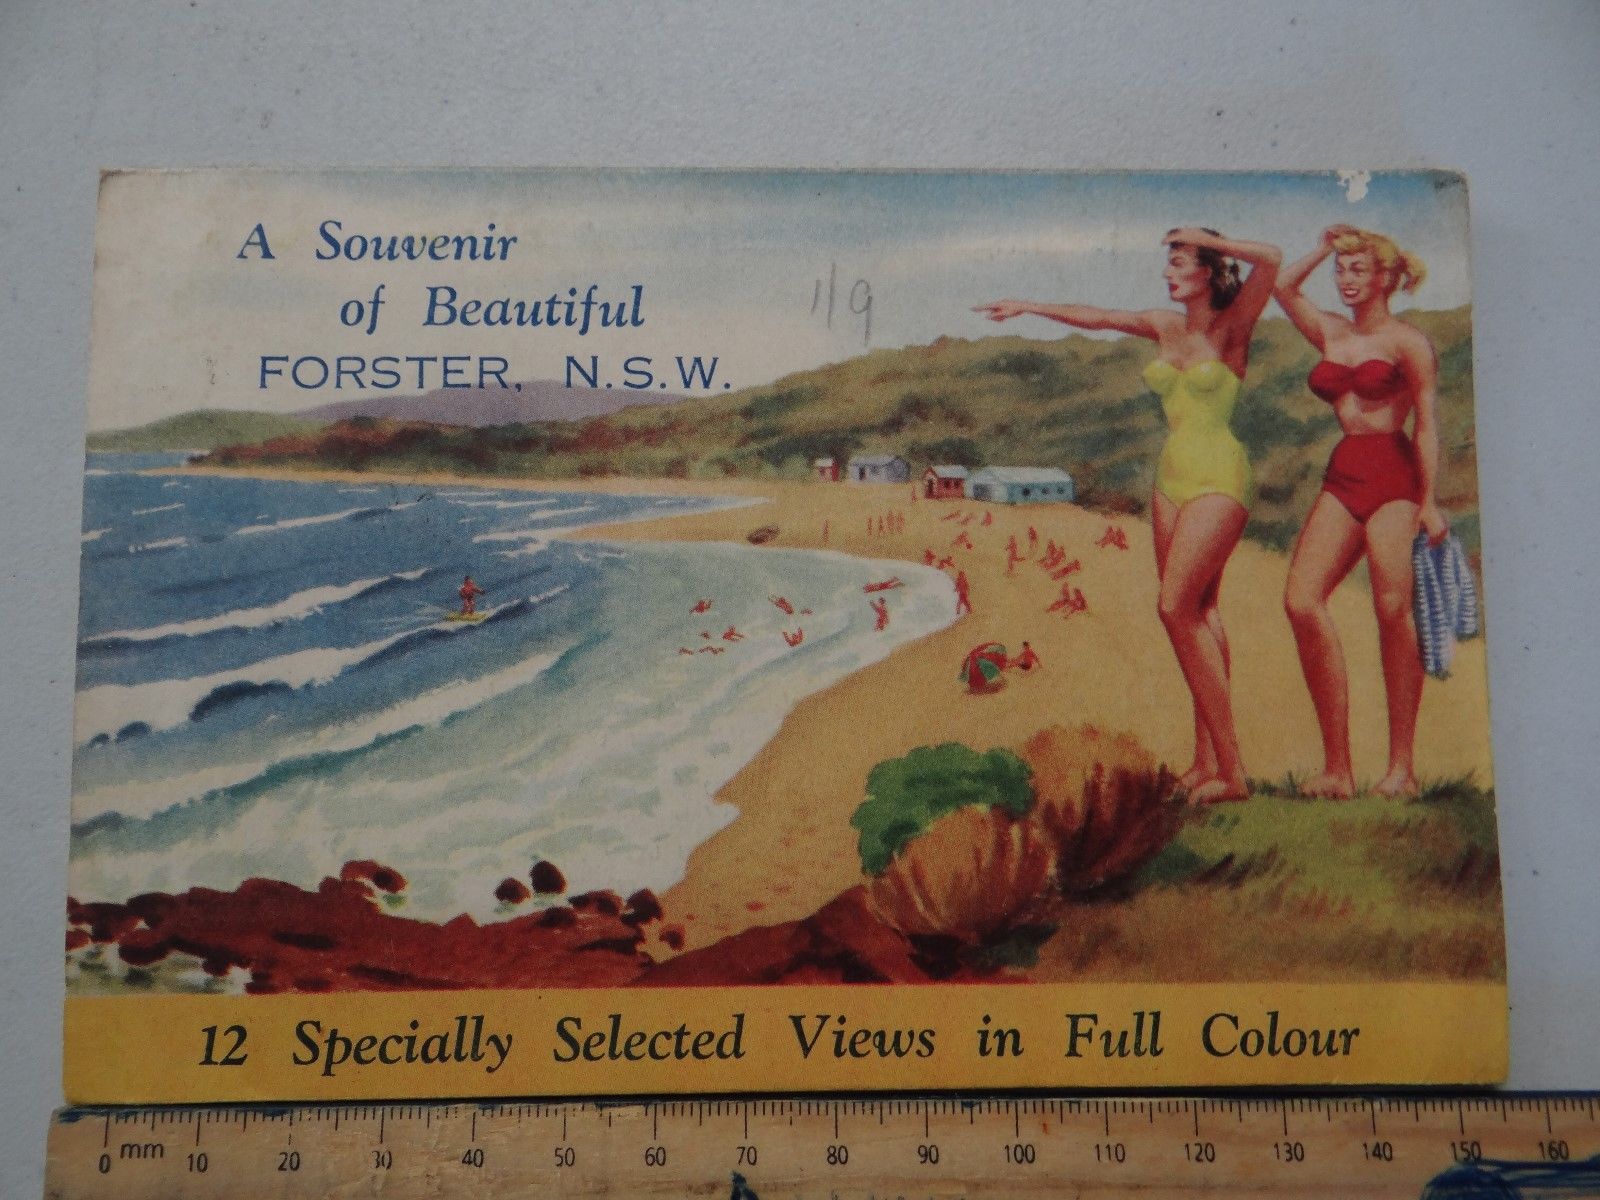 A Souvenir
of Beautiful
FORSTER, N.S.W.
1/9
12 Specially Selected Views in Full Colour
0 mm 10 20 30 40 50 60 70 80 90 100 110 120 130 140 150 160